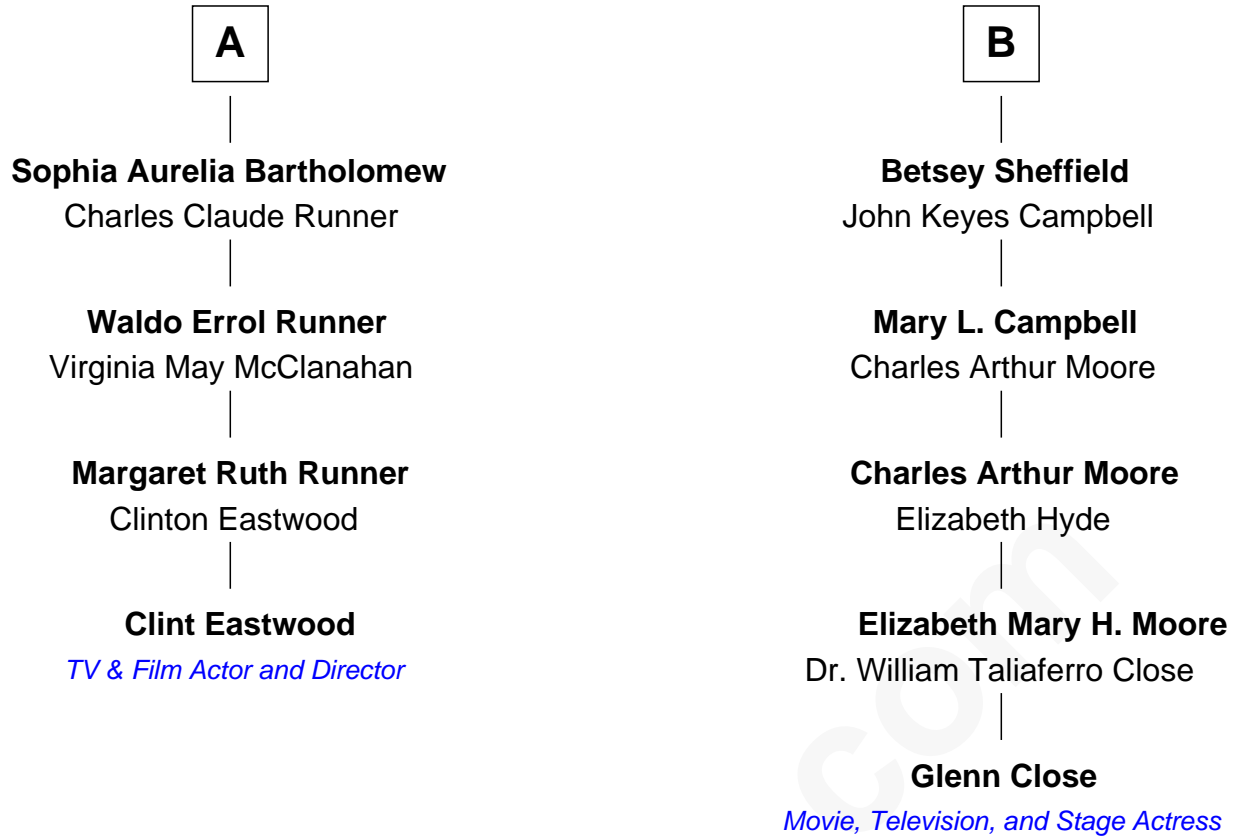 A
Sophia Aurelia Bartholomew
Charles Claude Runner
Waldo Errol Runner
Virginia May McClanahan
Margaret Ruth Runner
Clinton Eastwood
Clint Eastwood
TV & Film Actor and Director
B
Betsey Sheffield
John Keyes Campbell
Mary L. Campbell
Charles Arthur Moore
Charles Arthur Moore
Elizabeth Hyde
Elizabeth Mary H. Moore
Dr. William Taliaferro Close
Glenn Close
Movie, Television, and Stage Actress
com